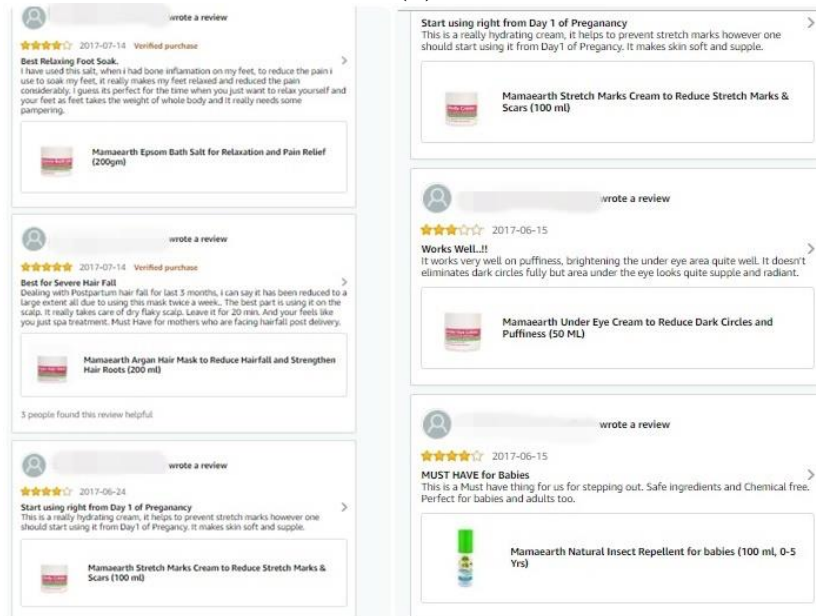 wrote a review
2017-07-14 Verified purchase
Best Relaxing Foot Soak.
I have used this salt, when i had bone inflamation on my feet, to reduce the pain i
use to soak my feet, it really makes my feet relaxed and reduced the pain
considerably. I guess its perfect for the time when you just want to relax yourself and
your feet as feet takes the weight of whole body and It really needs some
pampering.
Mamaearth Epsom Bath Salt for Relaxation and Pain Relief
(200gm)
wrote a review
2017-07-14 Verified purchase
Best for Severe Hair Fall
Dealing with Postpartum hair fall for last 3 months, i can say it has been reduced to a
large extent all due to using this mask twice a week.. The best part is using it on the
scalp. It really takes care of dry flaky scalp. Leave it for 20 min. And your feels like
you just spa treatment. Must Have for mothers who are facing hairfall post delivery.
Mamaearth Argan Hair Mask to Reduce Hairfall and Strengthen
Hair Roots (200 ml)
3 people found this review helpful
wrote a review
2017-06-24
Start using right from Day 1 of Preganancy
This is a really hydrating cream, it helps to prevent stretch marks however one
should start using it from Day1 of Pregancy. It makes skin soft and supple.
Mamaearth Stretch Marks Cream to Reduce Stretch Marks &
Scars (100 ml)
Start using right from Day 1 of Preganancy
This is a really hydrating cream, it helps to prevent stretch marks however one
should start using it from Day1 of Pregancy. It makes skin soft and supple.
Mamaearth Stretch Marks Cream to Reduce Stretch Marks &
Scars (100 ml)
wrote a review
2017-06-15
Works Well..!!
It works very well on puffiness, brightening the under eye area quite well. It doesn't
eliminates dark circles fully but area under the eye looks quite supple and radiant.
Mamaearth Under Eye Cream to Reduce Dark Circles and
Puffiness (50 ML)
wrote a review
2017-06-15
MUST HAVE for Babies
This is a Must have thing for us for stepping out. Safe ingredients and Chemical free.
Perfect for babies and adults too.
Mamaearth Natural Insect Repellent for babies (100 ml, 0-5
Yrs)